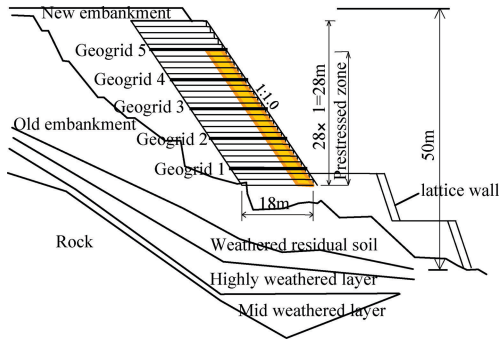 New embankment
Geogrid 5
Geogrid 4
1:1.0
28× 1=28m
Prestressed zone
50m
Geogrid 3
Old embankment
Geogrid 2
Geogrid 1
lattice wall
18m
Rock
Weathered residual soil
Highly weathered layer
Mid weathered layer